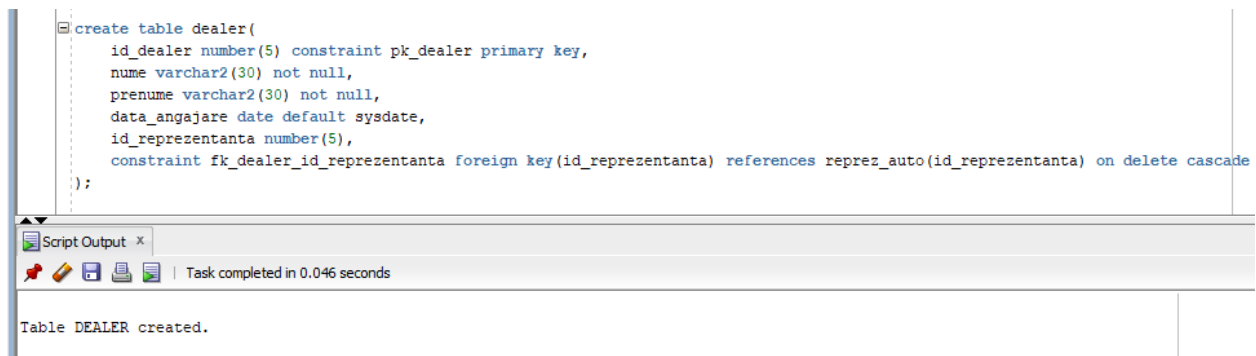 create table dealer(
id_dealer number(5) constraint pk_dealer primary key,
nume varchar2(30) not null,
prenume varchar2(30) not null,
data_angajare date default sysdate,
id_reprezentanta number(5),
constraint fk_dealer_id_reprezentanta foreign key(id_reprezentanta) references reprez_auto(id_reprezentanta) on delete cascade
);
Script Output x
Task completed in 0.046 seconds
Table DEALER created.